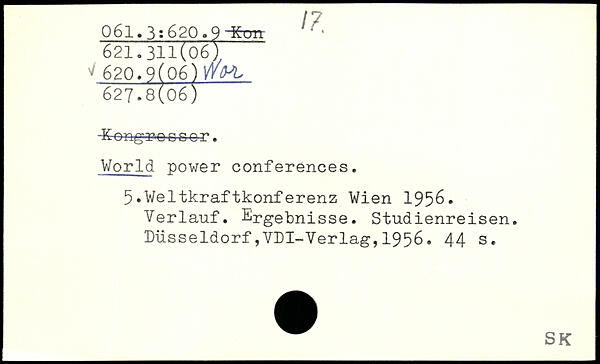 17.
061.3:620.9 Kon
621.311(06)
√ 620.9(06) Wor
627.8(06)
Kongresser.
World power conferences.
5.Weltkraftkonferenz Wien 1956.
Verlauf. Ergebnisse. Studienreisen.
Düsseldorf,VDI-Verlag,1956. 44 s.
SK